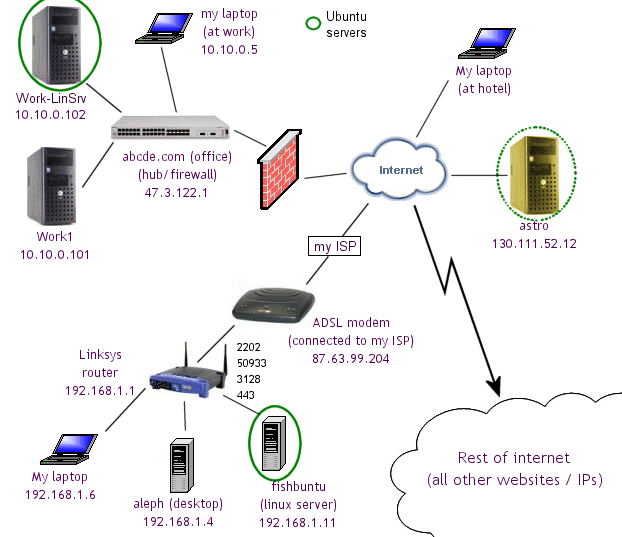 my laptop
(at work)
10.10.0.5
Ubuntu
servers
My laptop
(at hotel)
Work-LinSrv
10.10.0.102
abcde.com (office)
(hub/firewall)
47.3.122.1
Internet
Work1
10.10.0.101
astro
130.111.52.12
my ISP
ADSL modem
(connected to my ISP)
87.63.99.204
Linksys
router
192.168.1.1
2202
50933
3128
443
My laptop
192.168.1.6
aleph (desktop)
192.168.1.4
fishbuntu
(linux server)
192.168.1.11
Rest of internet
(all other websites / IPs)